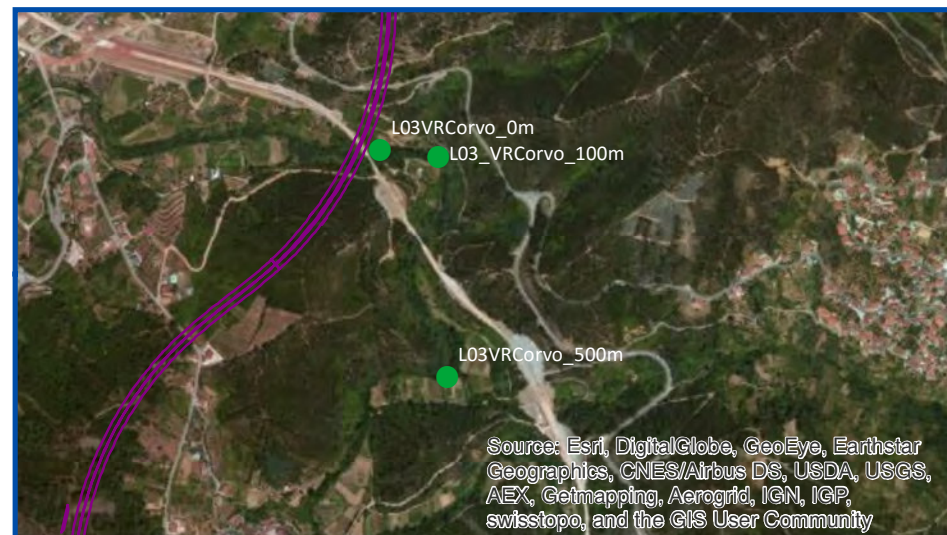 L03VRCorvo_0m
L03_VRCorvo_100m
L03VRCorvo_500m
Source: Esri, DigitalGlobe, GeoEye, Earthstar
Geographics, CNES/Airbus DS, USDA, USGS,
AEX, Getmapping, Aerogrid, IGN, IGP,
swisstopo, and the GIS User Community